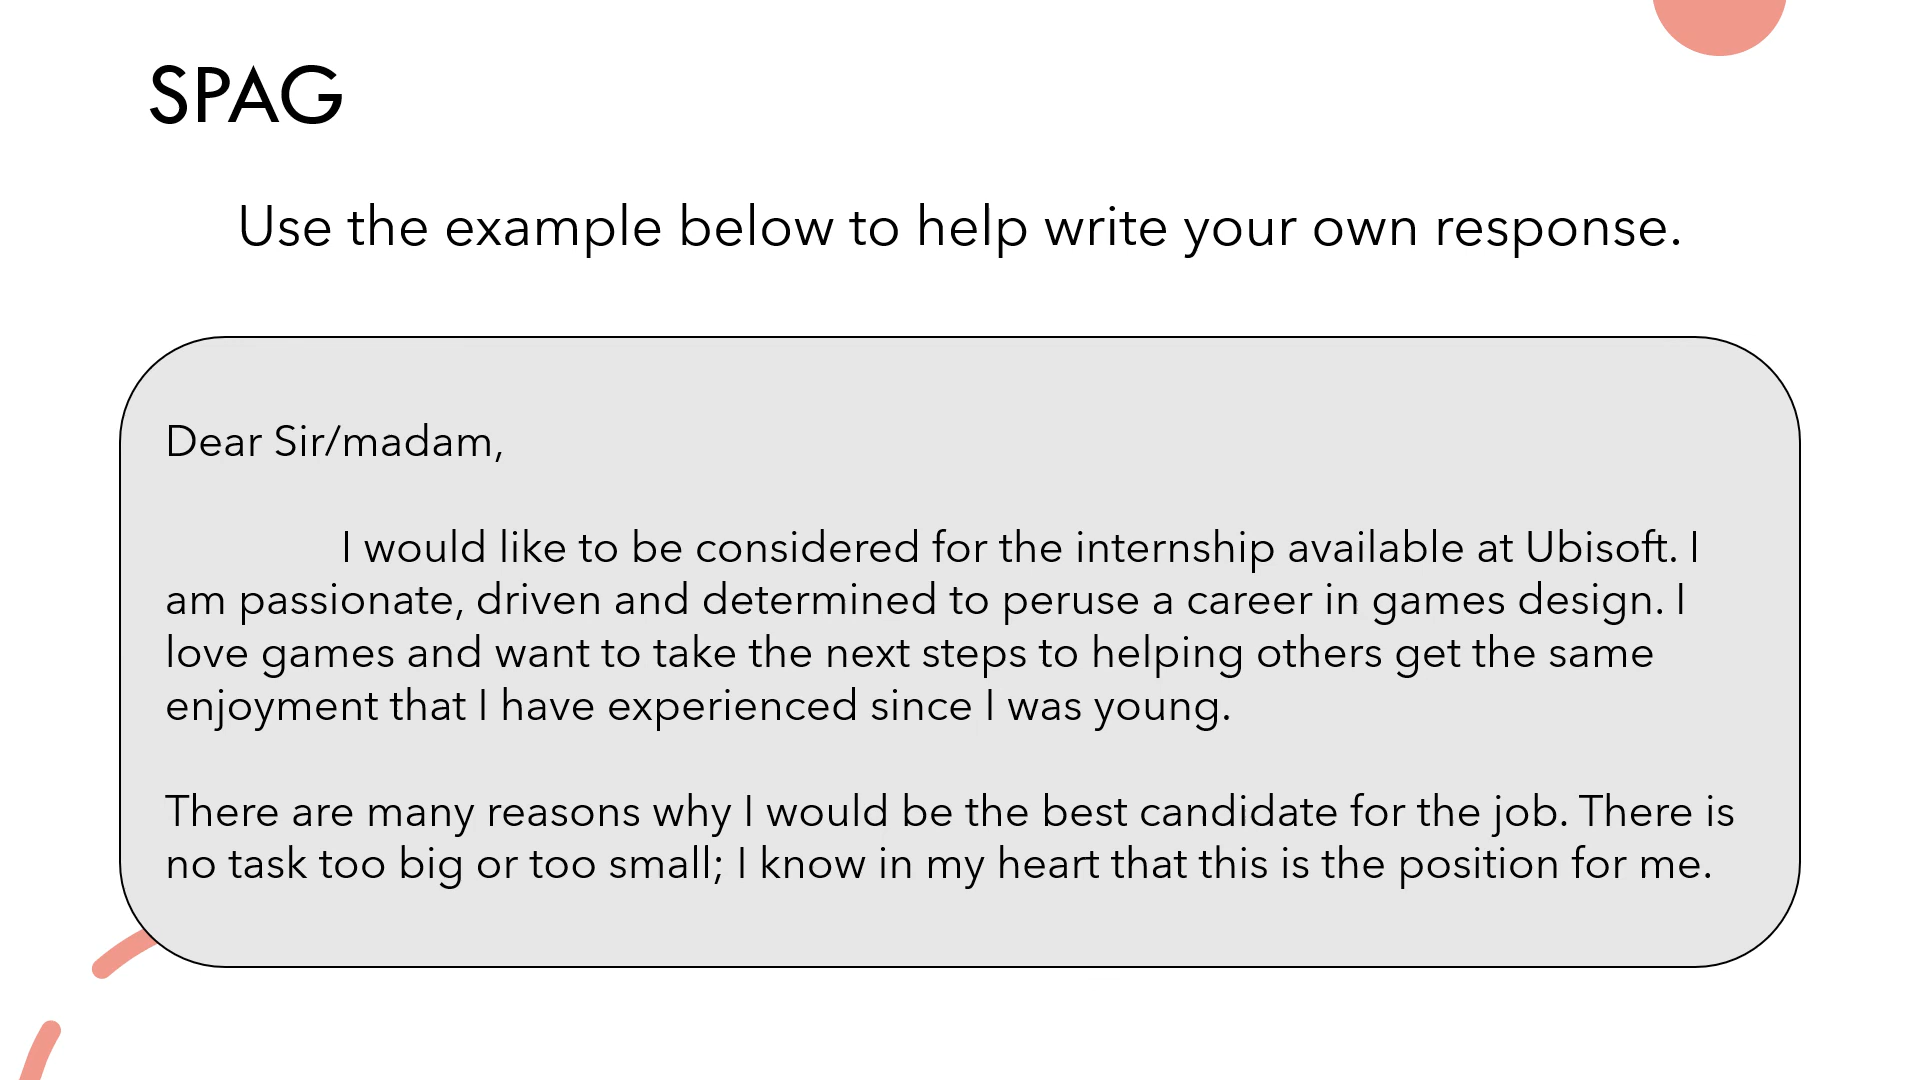 SPAG
Use the example below to help write your own response.
Dear Sir/madam,
I would like to be considered for the internship available at Ubisoft. I
am passionate, driven and determined to peruse a career in games design. I
love games and want to take the next steps to helping others get the same
enjoyment that I have experienced since I was young.
There are many reasons why I would be the best candidate for the job. There is
no task too big or too small; I know in my heart that this is the position for me.